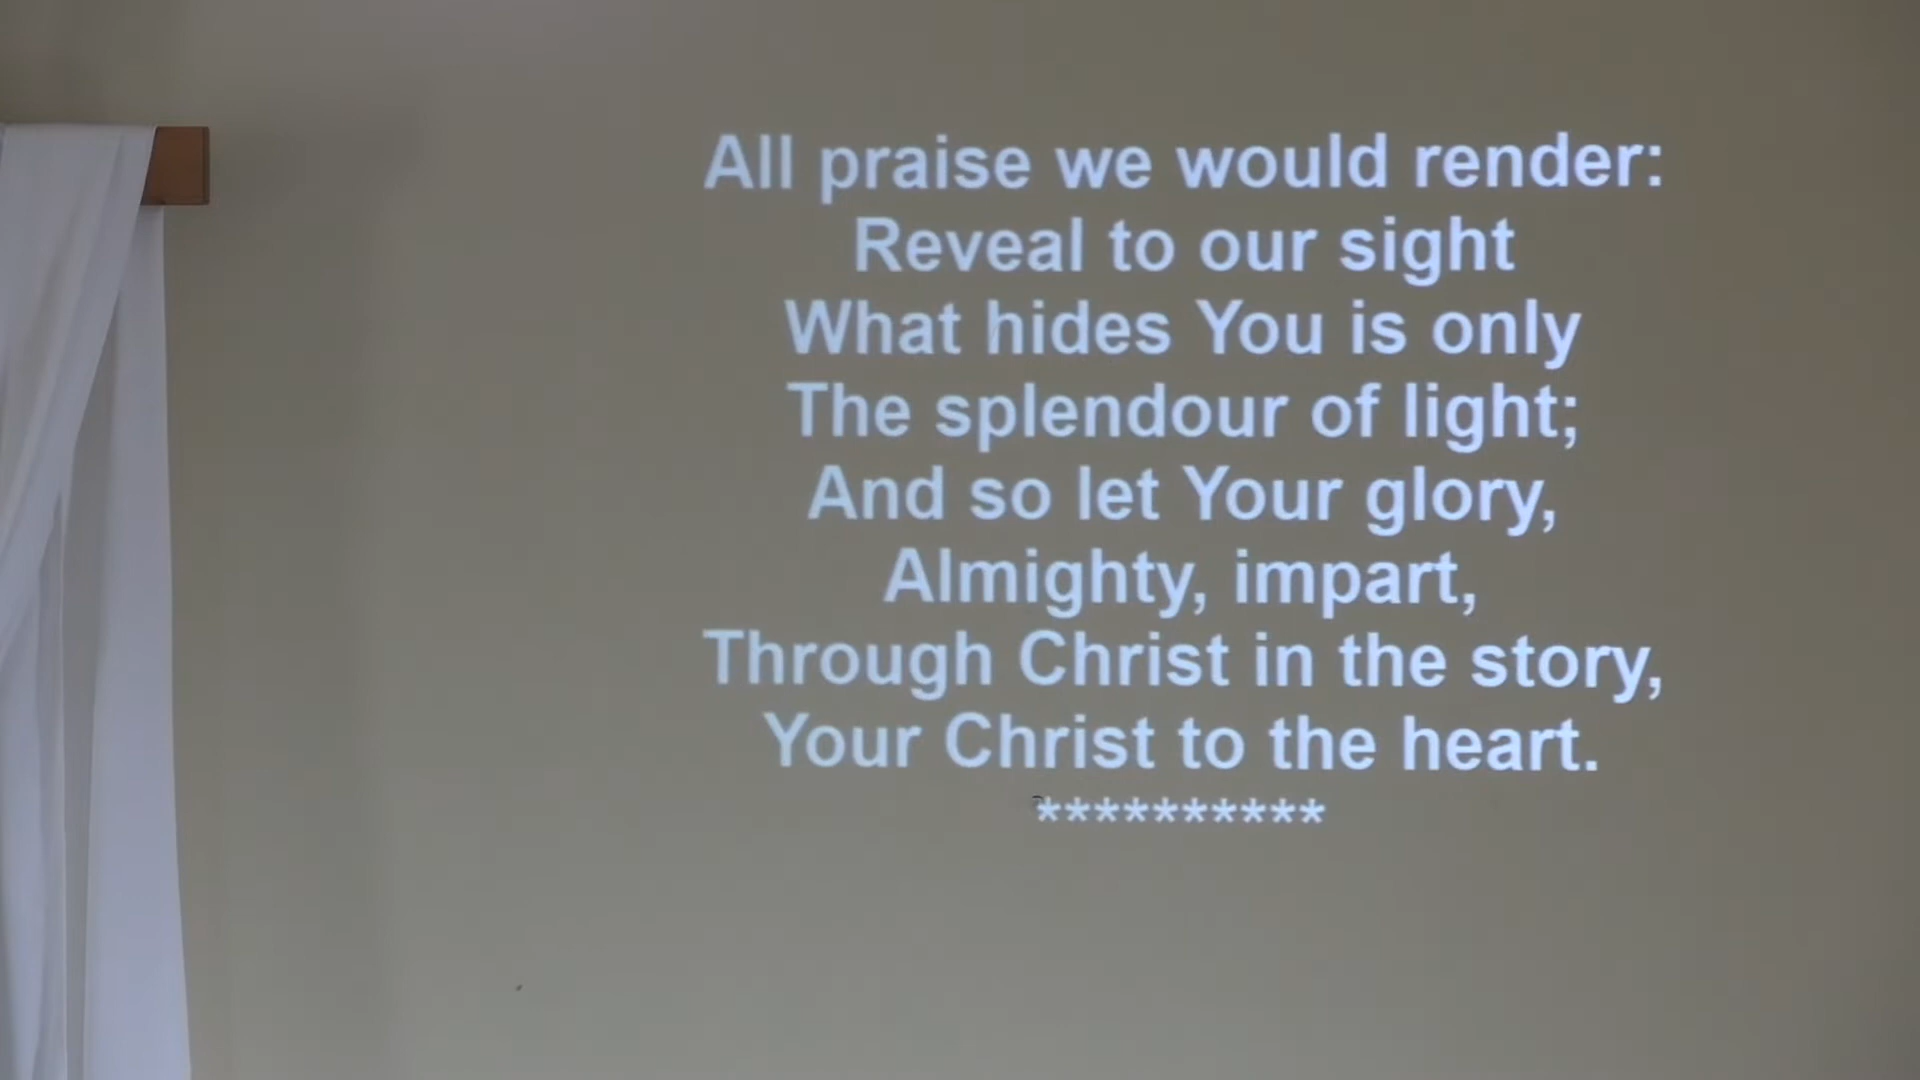 All praise we would render:
Reveal to our sight
What hides You is only
The splendour of light;
And so let Your glory,
Almighty, impart,
Through Christ in the story,
Your Christ to the heart.
**********